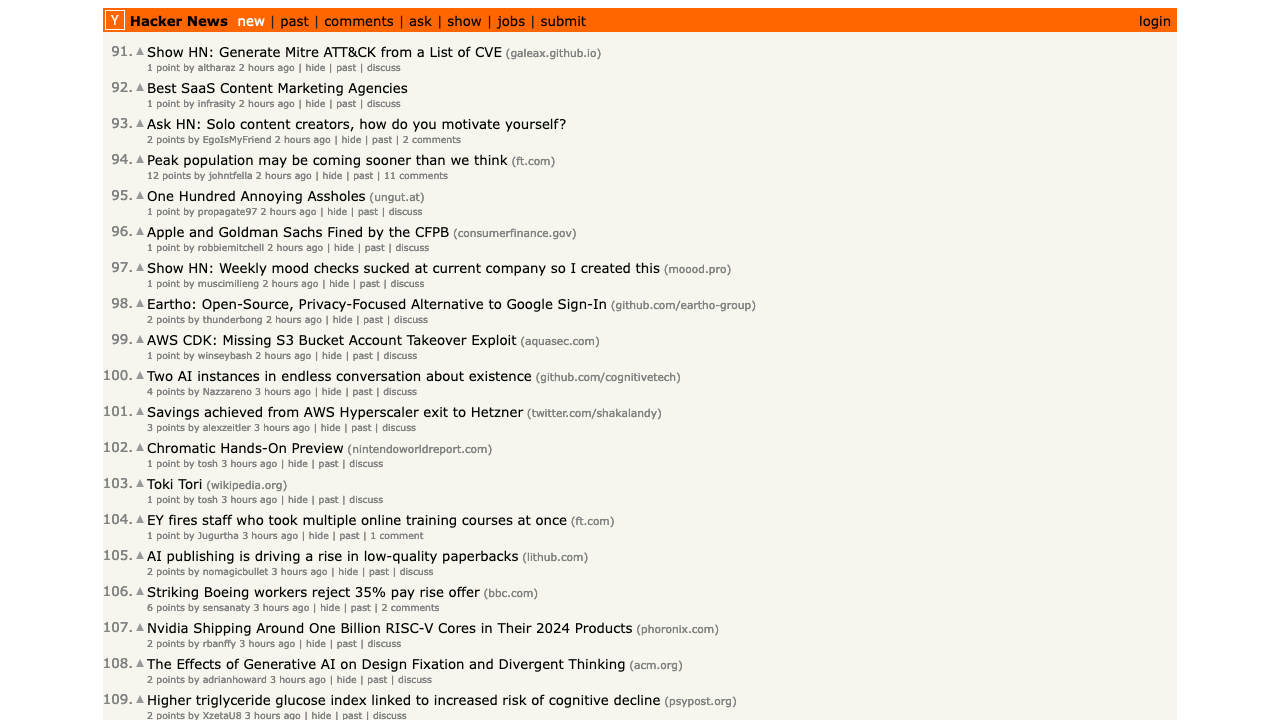 Y Hacker News new | past | comments | ask | show | jobs | submit login
91. Show HN: Generate Mitre ATT&CK from a List of CVE (galeax.github.io)
1 point by altharaz 2 hours ago | hide | past | discuss
92. Best SaaS Content Marketing Agencies
1 point by infrasity 2 hours ago | hide | past | discuss
93. Ask HN: Solo content creators, how do you motivate yourself?
2 points by EgoIsMyFriend 2 hours ago | hide | past | 2 comments
94. Peak population may be coming sooner than we think (ft.com)
12 points by johntfella 2 hours ago | hide | past | 11 comments
95. One Hundred Annoying Assholes (ungut.at)
1 point by propagate97 2 hours ago | hide | past | discuss
96. Apple and Goldman Sachs Fined by the CFPB (consumerfinance.gov)
1 point by robbiemitchell 2 hours ago | hide | past | discuss
97. Show HN: Weekly mood checks sucked at current company so I created this (moood.pro)
1 point by muscimilieng 2 hours ago | hide | past | discuss
98. Eartho: Open-Source, Privacy-Focused Alternative to Google Sign-In (github.com/eartho-group)
2 points by thunderbong 2 hours ago | hide | past | discuss
99. AWS CDK: Missing S3 Bucket Account Takeover Exploit (aquasec.com)
1 point by winseybash 2 hours ago | hide | past | discuss
100. Two AI instances in endless conversation about existence (github.com/cognitivetech)
4 points by Nazzareno 3 hours ago | hide | past | discuss
101. Savings achieved from AWS Hyperscaler exit to Hetzner (twitter.com/shakalandy)
3 points by alexzeitler 3 hours ago | hide | past | discuss
102. Chromatic Hands-On Preview (nintendoworldreport.com)
1 point by tosh 3 hours ago | hide | past | discuss
103. Toki Tori (wikipedia.org)
1 point by tosh 3 hours ago | hide | past | discuss
104. EY fires staff who took multiple online training courses at once (ft.com)
1 point by Jugurtha 3 hours ago | hide | past | 1 comment
105. AI publishing is driving a rise in low-quality paperbacks (lithub.com)
2 points by nomagicbullet 3 hours ago | hide | past | discuss
106. Striking Boeing workers reject 35% pay rise offer (bbc.com)
6 points by sensanaty 3 hours ago | hide | past | 2 comments
107. Nvidia Shipping Around One Billion RISC-V Cores in Their 2024 Products (phoronix.com)
2 points by rbanffy 3 hours ago | hide | past | discuss
108. The Effects of Generative AI on Design Fixation and Divergent Thinking (acm.org)
2 points by adrianhoward 3 hours ago | hide | past | discuss
109. Higher triglyceride glucose index linked to increased risk of cognitive decline (psypost.org)
2 points by XzetaU8 3 hours ago | hide | past | discuss